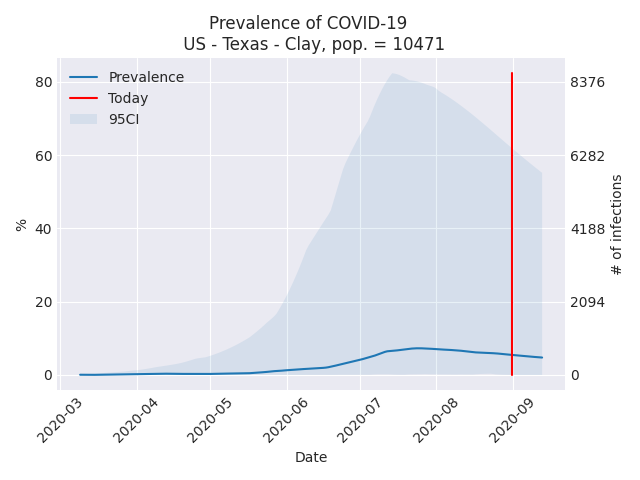 Prevalence of COVID-19
US - Texas - Clay, pop. = 10471
Prevalence
Today
95CI
%
80
60
40
20
0
8376
6282
4188
2094
0
# of infections
2020-03
2020-04
2020-05
2020-06
2020-07
2020-08
2020-09
Date